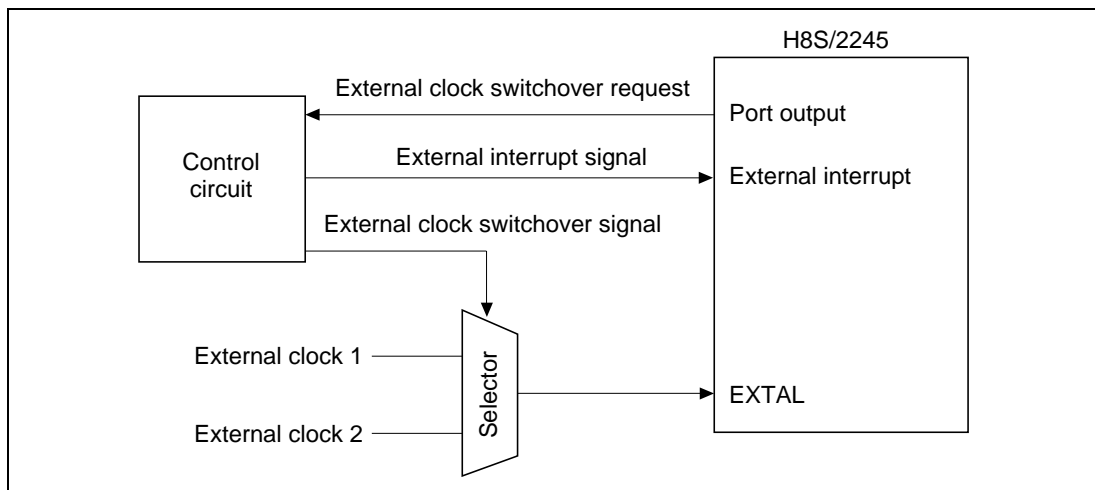 H8S/2245
External clock switchover request
Port output
Control
circuit
External interrupt signal
External interrupt
External clock switchover signal
External clock 1
Selector
External clock 2
EXTAL